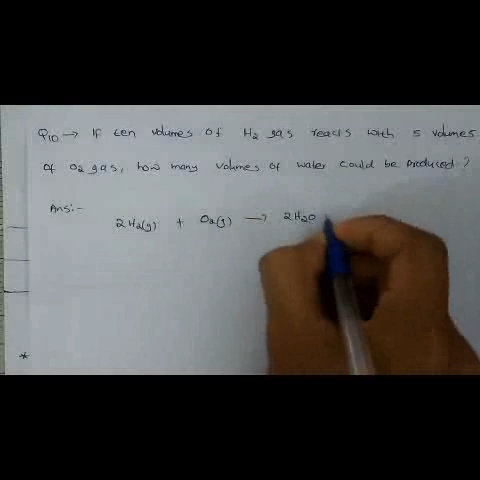 Q10 → If ten volumes of H2 gas reacts with 5 volumes
of O2 gas, how many volumes of water could be produced?
Ans:-
2H2(g) + O2(g) → 2H2O
*